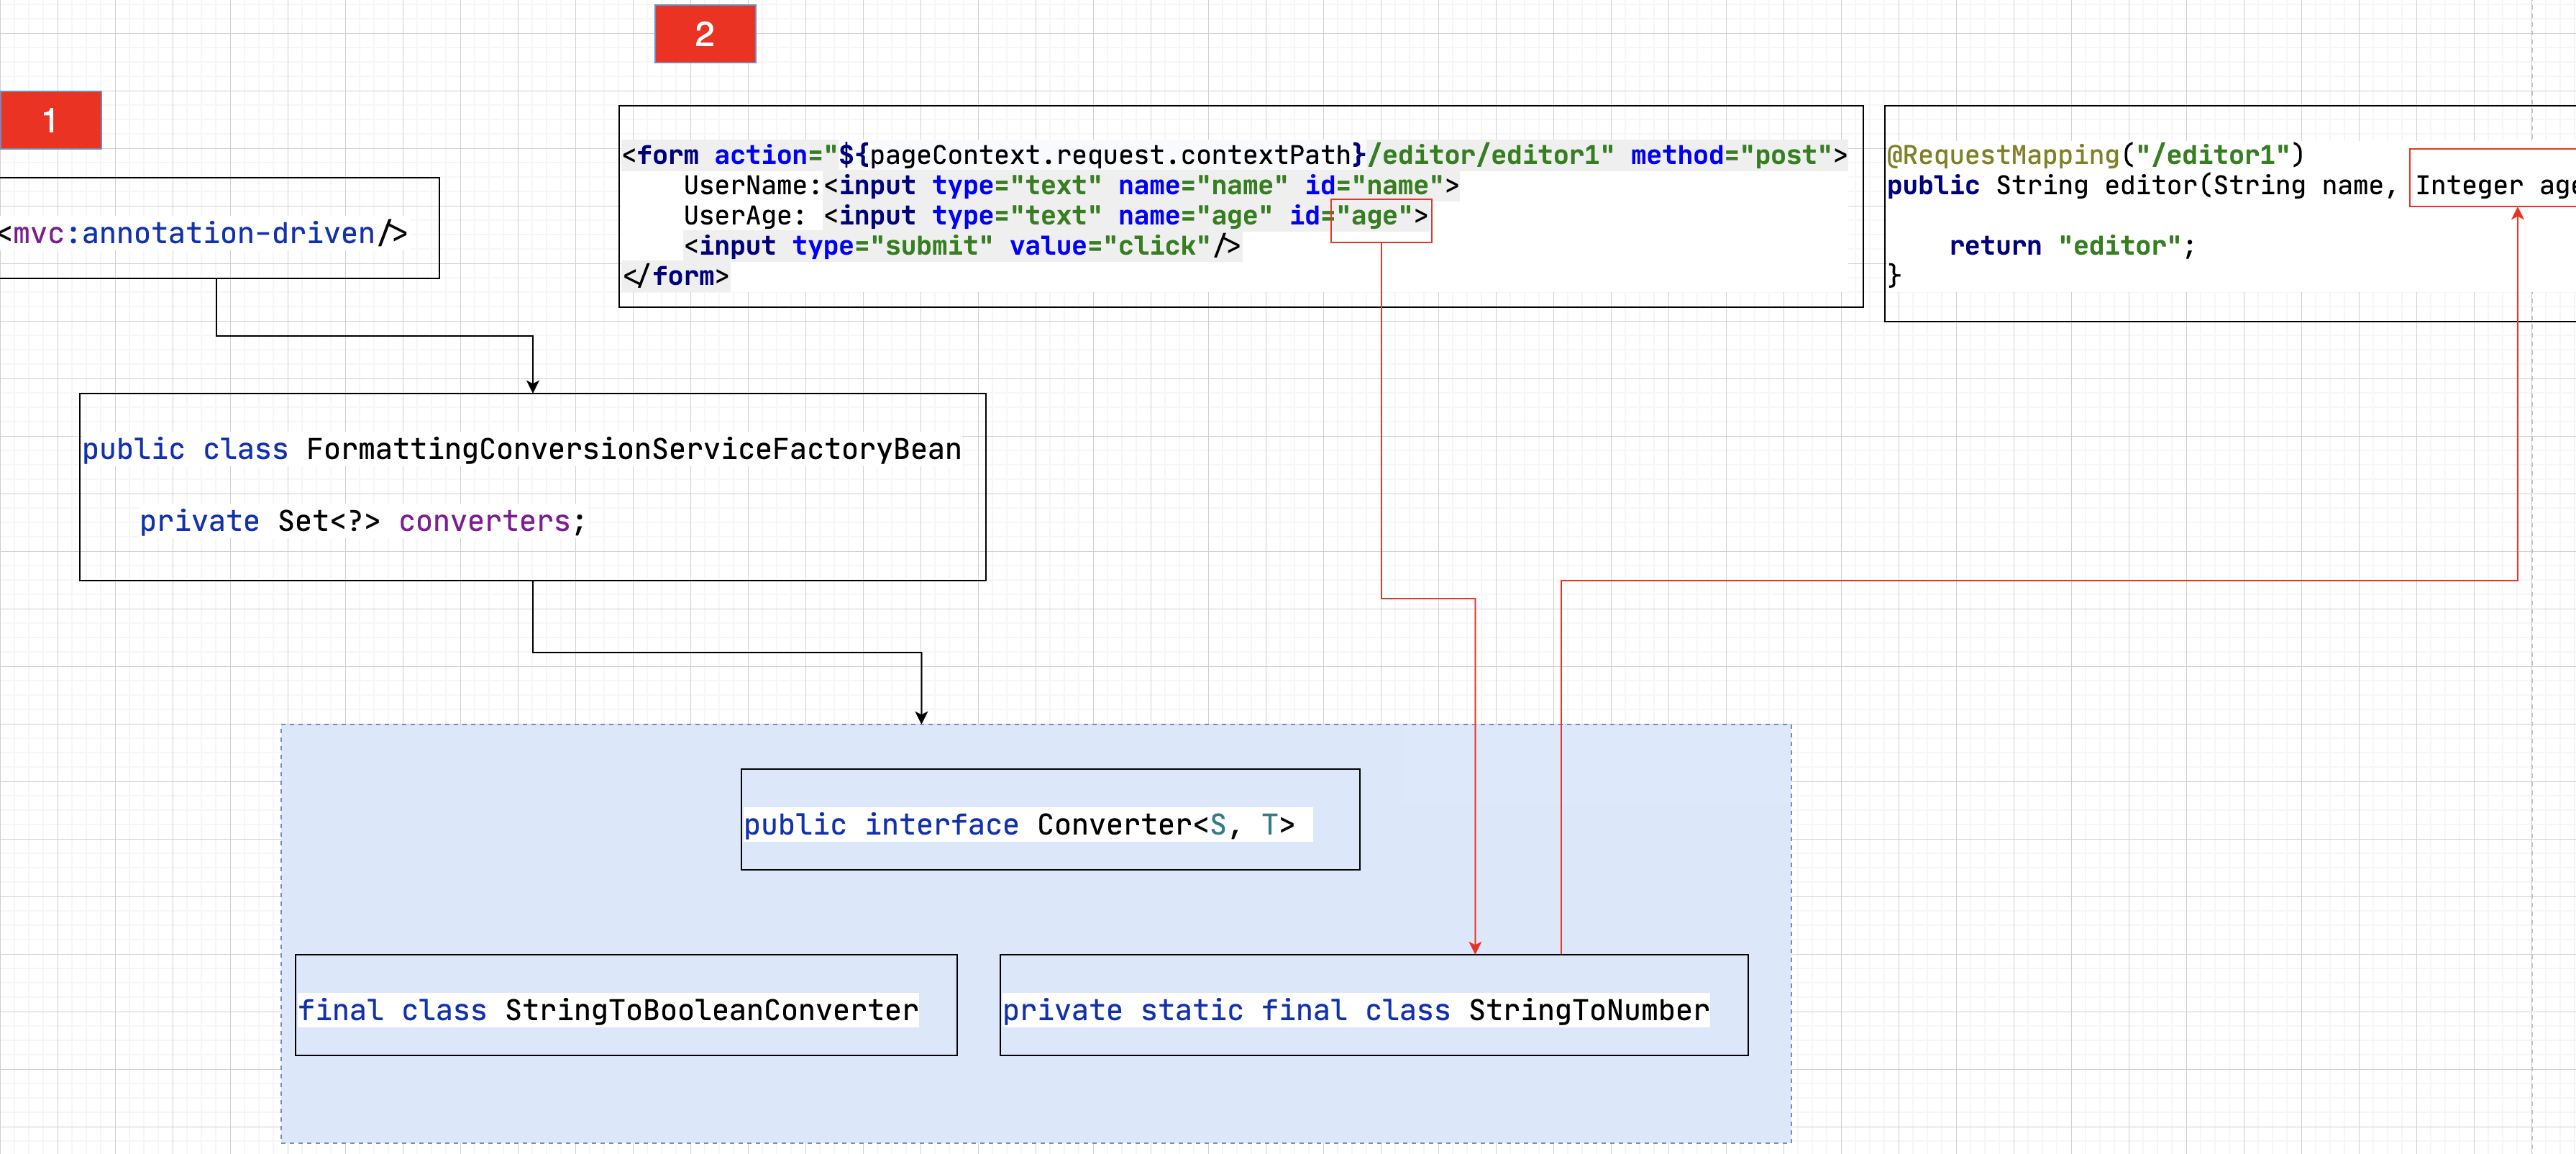 2
1
<form action="${pageContext.request.contextPath}/editor/editor1" method="post">
UserName:<input type="text" name="name" id="name">
UserAge: <input type="text" name="age" id="age">
<input type="submit" value="click"/>
</form>
@RequestMapping("/editor1")
public String editor(String name, Integer age
return "editor";
}
<mvc:annotation-driven/>
public class FormattingConversionServiceFactoryBean
private Set<?> converters;
public interface Converter<S, T>
final class StringToBooleanConverter
private static final class StringToNumber